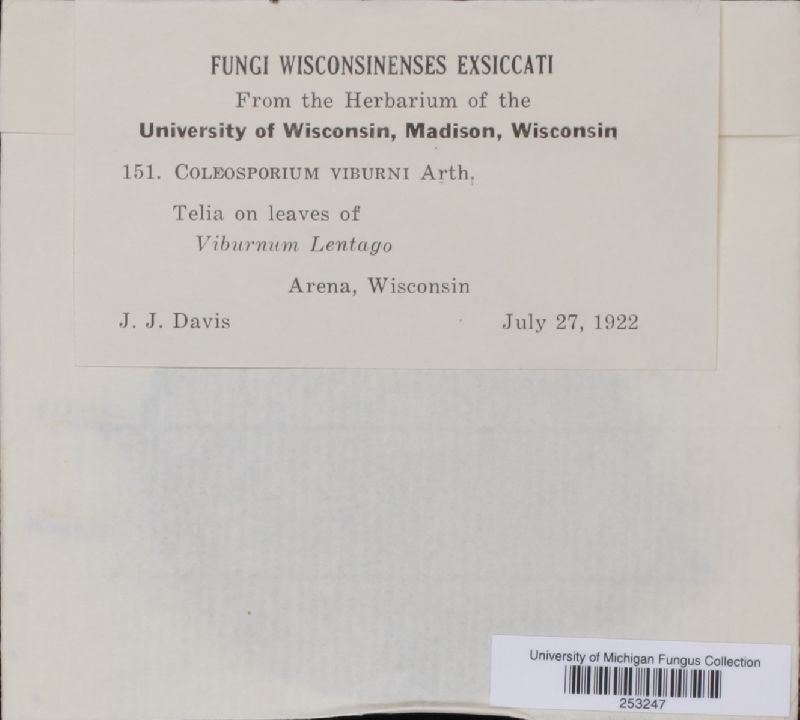 FUNGI WISCONSINENSES EXSICCATI
From the Herbarium of the
University of Wisconsin, Madison, Wisconsin
151. COLEOSPORIUM VIBURNI Arth.
Telia on leaves of
Viburnum Lentago
Arena, Wisconsin
J. J. Davis July 27, 1922
University of Michigan Fungus Collection
253247